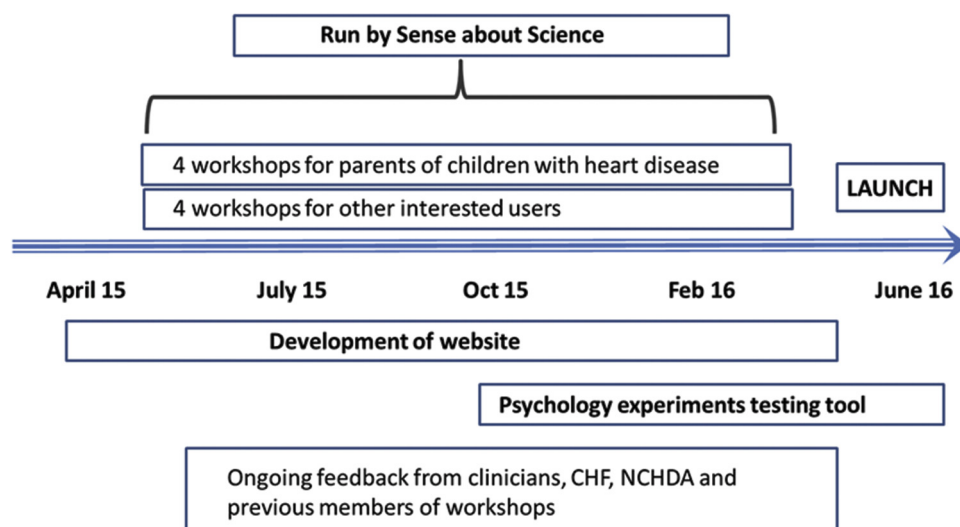 Run by Sense about Science
4 workshops for parents of children with heart disease
4 workshops for other interested users
LAUNCH
April 15 July 15 Oct 15 Feb 16 June 16
Development of website
Psychology experiments testing tool
Ongoing feedback from clinicians, CHF, NCHDA and
previous members of workshops